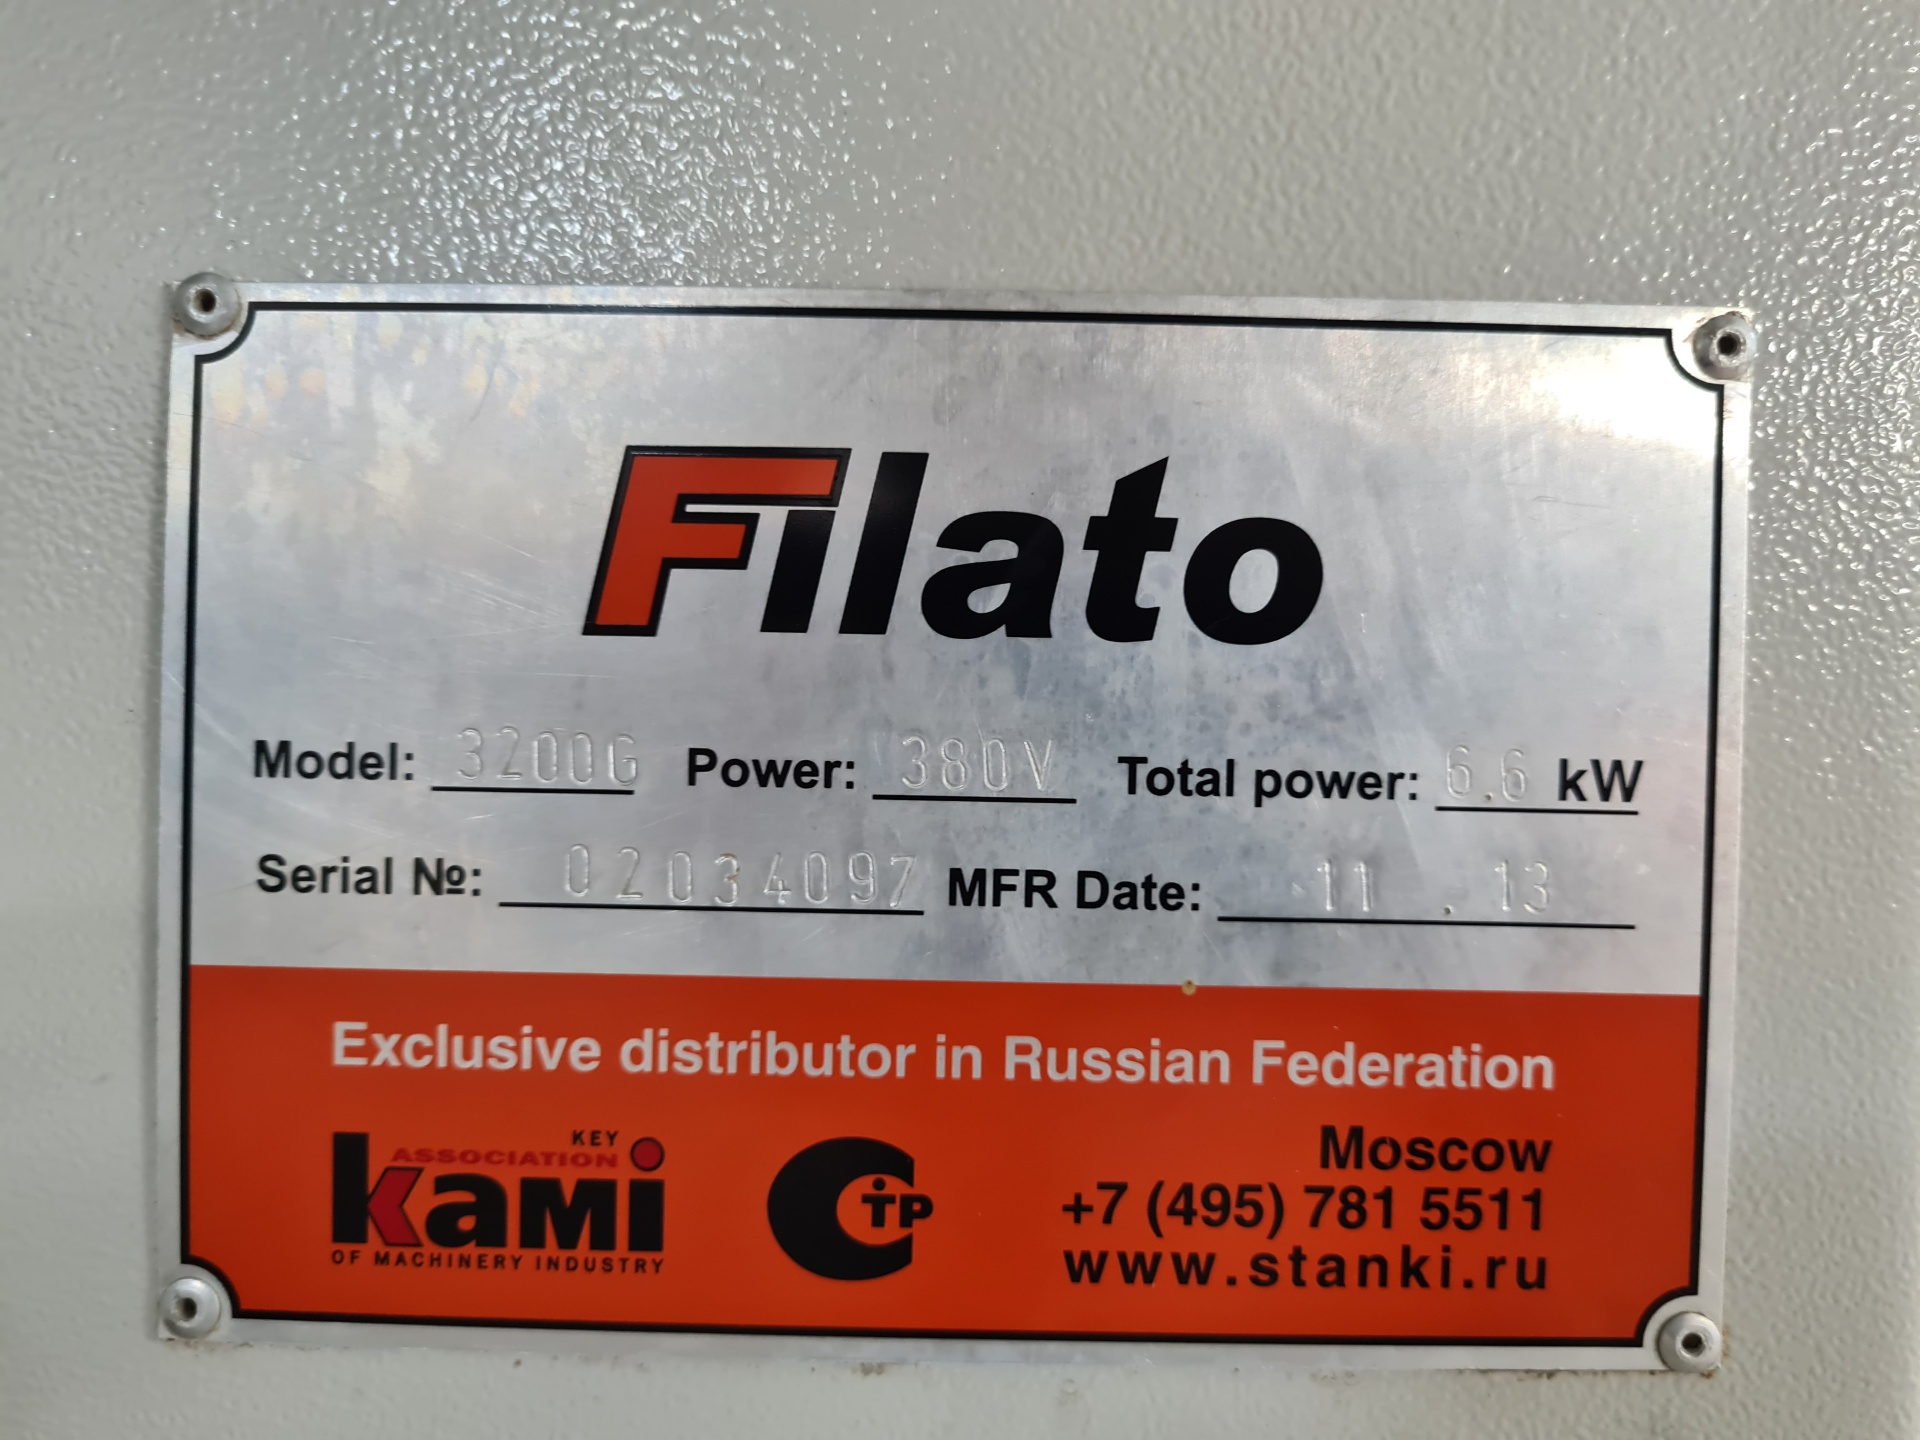 Filato
Model: 3200G Power: 380V Total power: 6.6 kW
Serial №: 02034097 MFR Date: 11 . 13
Exclusive distributor in Russian Federation
KEY
ASSOCIATION
Kami
OF MACHINERY INDUSTRY
СТР
Moscow
+7 (495) 781 5511
www.stanki.ru